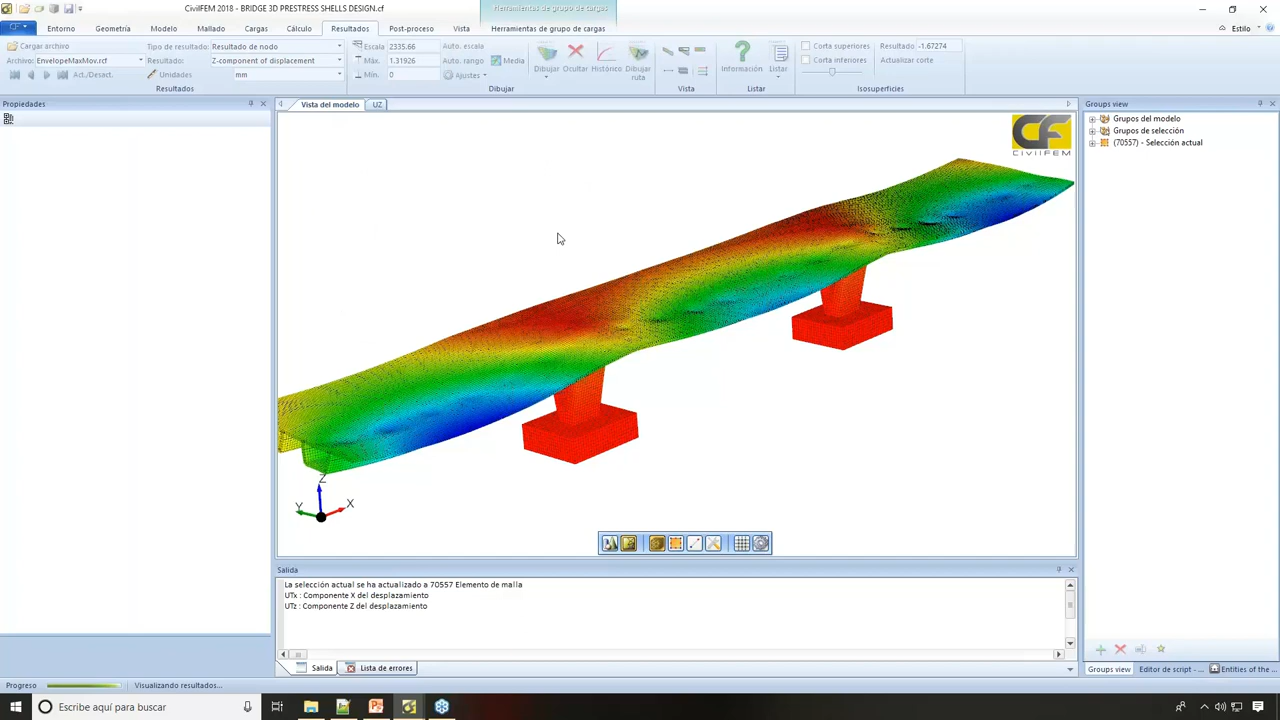 CivilFEM 2018 - BRIDGE 3D PRESTRESS SHELLS DESIGN.cf
Herramientas de grupo de cargas
CF
Entorno Geometría Modelo Mallado Cargas Cálculo Resultados Post-proceso Vista Herramientas de grupo de cargas
Estilo
Cargar archivo Tipo de resultado: Resultado de nodo Escala 2335.66 Auto. escala Corta superiores Resultado -1.67274
Archivo: EnvelopeMaxMov.rcf Resultado: Z-component of displacement Máx. 1.31926 Auto. rango Media Dibujar Ocultar Histórico Dibujar ruta Información Listar Corta inferiores Actualizar corte
Act./Desact. Unidades mm Mín. 0 Ajustes
Resultados Dibujar Vista Listar Isosuperficies
Propiedades
Vista del modelo UZ
Groups view
Grupos del modelo
Grupos de selección
(70557) - Selección actual
CF
CIVILFEM
Z
Y X
Salida
La selección actual se ha actualizado a 70557 Elemento de malla
UTx : Componente X del desplazamiento
UTz : Componente Z del desplazamiento
Salida Lista de errores
Groups view Editor de script - ... Entities of the ...
Progreso Visualizando resultados...
Escribe aquí para buscar